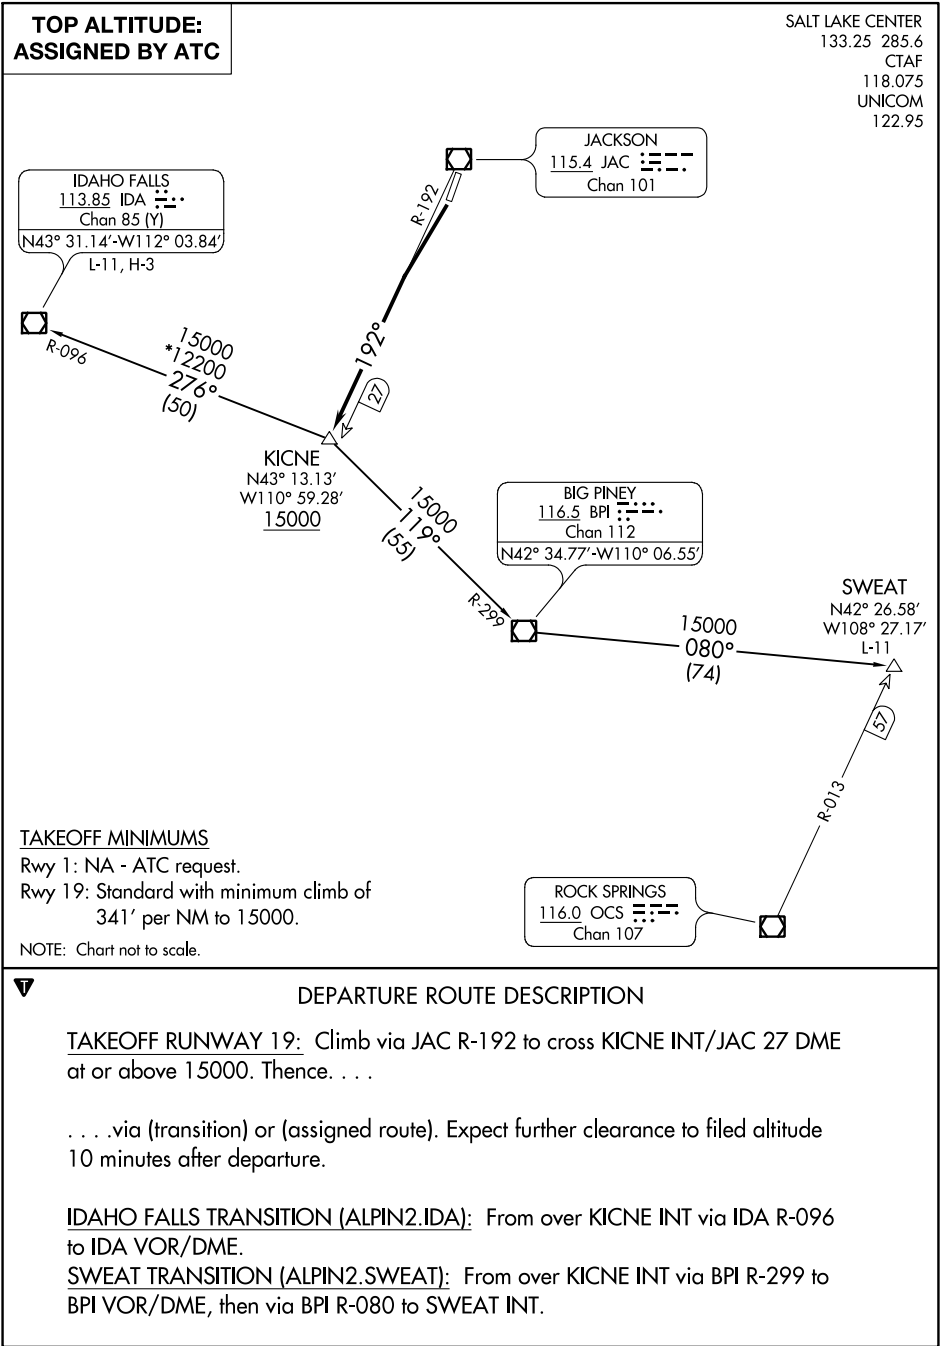 TOP ALTITUDE:
ASSIGNED BY ATC
SALT LAKE CENTER
133.25 285.6
CTAF
118.075
UNICOM
122.95
JACKSON
115.4 JAC
Chan 101
IDAHO FALLS
113.85 IDA
Chan 85 (Y)
N43° 31.14′-W112° 03.84′
L-11, H-3
R-192
R-096
15000
*12200
276°
(50)
192°
27
KICNE
N43° 13.13′
W110° 59.28′
15000
15000
119°
(55)
R-299
BIG PINEY
116.5 BPI
Chan 112
N42° 34.77′-W110° 06.55′
15000
080°
(74)
SWEAT
N42° 26.58′
W108° 27.17′
L-11
57
R-013
ROCK SPRINGS
116.0 OCS
Chan 107
TAKEOFF MINIMUMS
Rwy 1: NA - ATC request.
Rwy 19: Standard with minimum climb of
341′ per NM to 15000.
NOTE: Chart not to scale.
T
DEPARTURE ROUTE DESCRIPTION
TAKEOFF RUNWAY 19: Climb via JAC R-192 to cross KICNE INT/JAC 27 DME
at or above 15000. Thence. . . .
. . . .via (transition) or (assigned route). Expect further clearance to filed altitude
10 minutes after departure.
IDAHO FALLS TRANSITION (ALPIN2.IDA): From over KICNE INT via IDA R-096
to IDA VOR/DME.
SWEAT TRANSITION (ALPIN2.SWEAT): From over KICNE INT via BPI R-299 to
BPI VOR/DME, then via BPI R-080 to SWEAT INT.